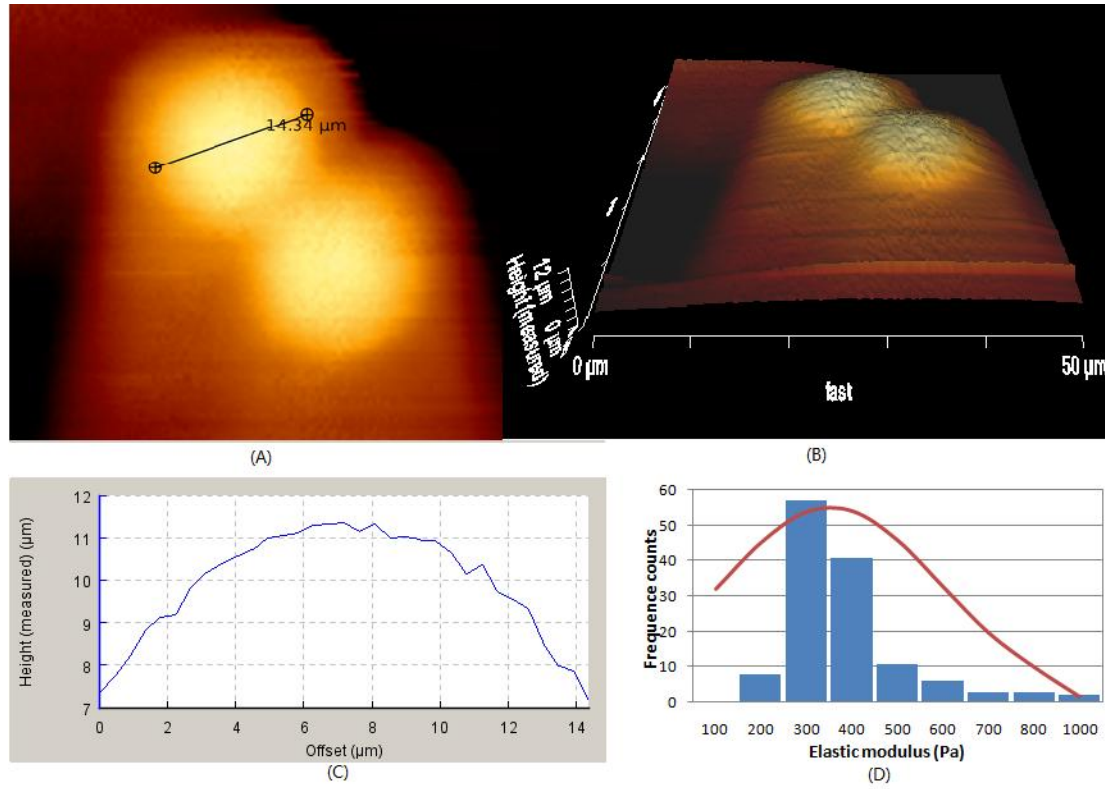 14.34 µm
Height (measured)
12 µm
0 µm
0 µm
50 µm
fast
(A)
(B)
12
11
10
9
8
7
Height (measured) (µm)
0
2
4
6
8
10
12
14
Offset (µm)
(C)
60
50
40
30
20
10
0
Frequence counts
100 200 300 400 500 600 700 800 1000
Elastic modulus (Pa)
(D)